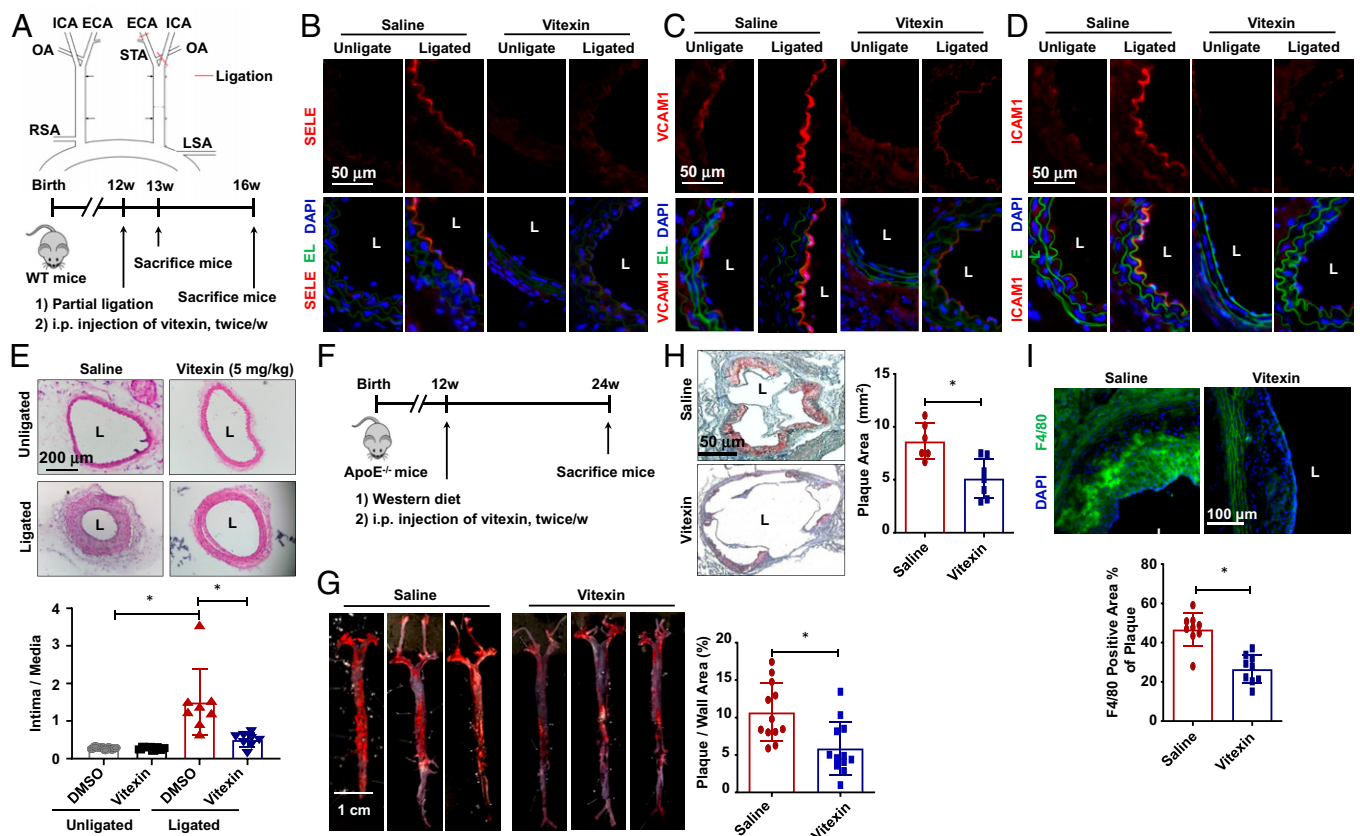 A
ICA ECA
ECA ICA
OA
STA
OA
Ligation
RSA
LSA
Birth
12w
13w
16w
WT mice
Sacrifice mice
Sacrifice mice
1) Partial ligation
2) i.p. injection of vitexin, twice/w
B
Saline
Vitexin
Unligate
Ligated
Unligate
Ligated
SELE
50 μm
SELE EL DAPI
L
L
L
L
C
Saline
Vitexin
Unligate
Ligated
Unligate
Ligated
VCAM1
50 μm
VCAM1 EL DAPI
L
L
L
L
D
Saline
Vitexin
Unligate
Ligated
Unligate
Ligated
ICAM1
50 μm
ICAM1 E DAPI
L
L
L
L
E
Saline
Vitexin (5 mg/kg)
Unligated
L
L
200 μm
Ligated
L
L
Intima / Media
4
3
2
1
0
*
*
DMSO
Vitexin
DMSO
Vitexin
Unligated
Ligated
F
Birth
12w
24w
ApoE-/- mice
Sacrifice mice
1) Western diet
2) i.p. injection of vitexin, twice/w
G
Saline
Vitexin
1 cm
Plaque / Wall Area (%)
20
15
10
5
0
*
Saline
Vitexin
H
Saline
L
50 μm
Vitexin
L
Plaque Area (mm2)
15
10
5
0
*
Saline
Vitexin
I
Saline
Vitexin
DAPI F4/80
L
L
100 μm
F4/80 Positive Area %
of Plaque
80
60
40
20
0
*
Saline
Vitexin